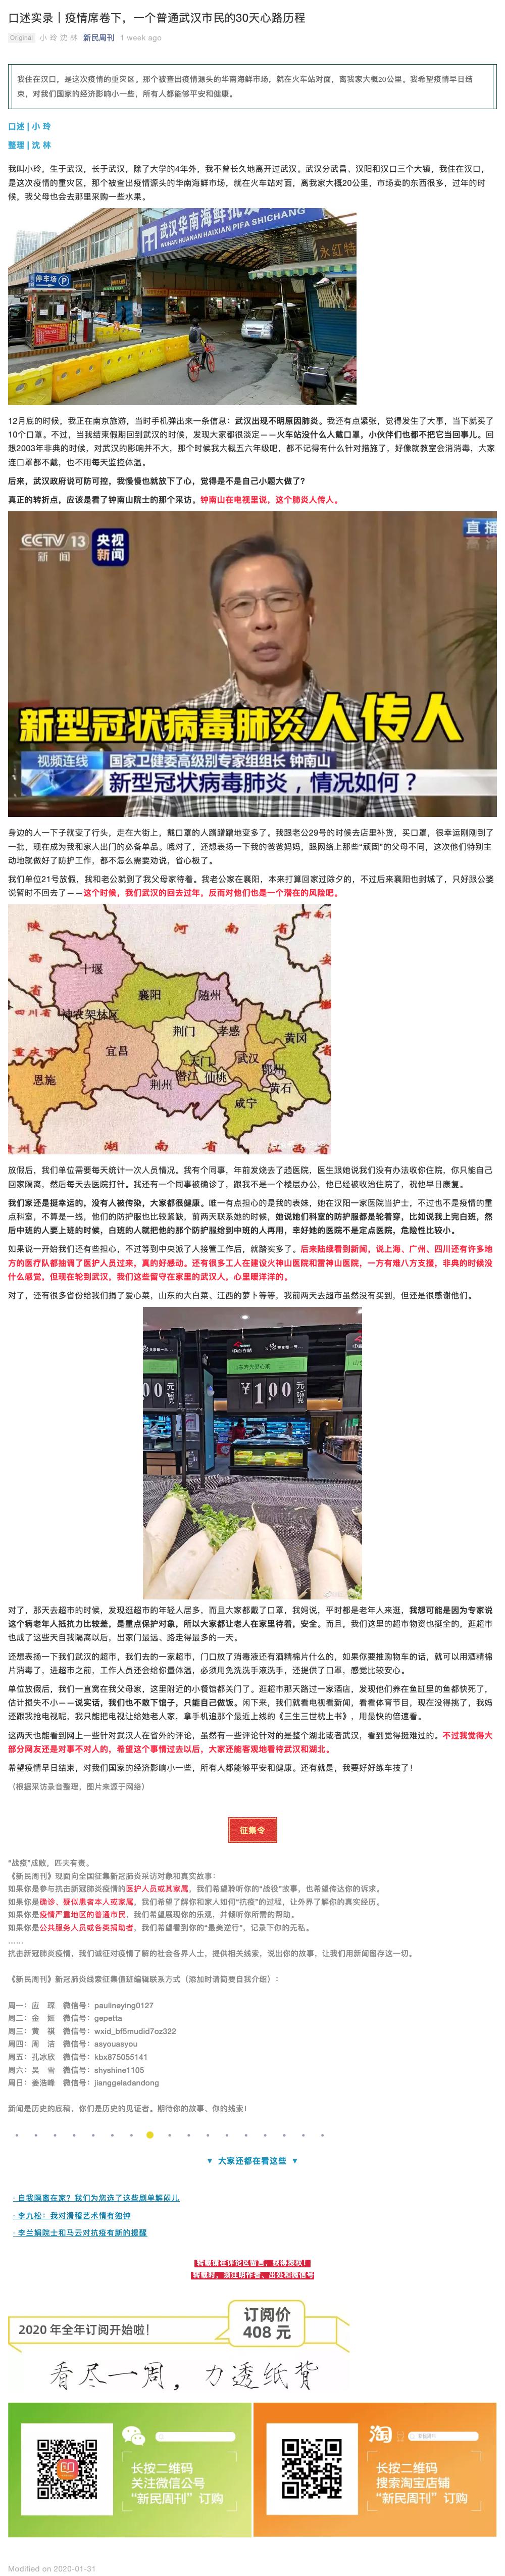 口述实录｜疫情席卷下，一个普通武汉市民的30天心路历程
Original 小 玲 沈 林 新民周刊 1 week ago
我住在汉口，是这次疫情的重灾区。那个被查出疫情源头的华南海鲜市场，就在火车站对面，离我家大概20公里。我希望疫情早日结
束，对我们国家的经济影响小一些，所有人都能够平安和健康。
口述 | 小 玲
整理 | 沈 林
我叫小玲，生于武汉，长于武汉，除了大学的4年外，我不曾长久地离开过武汉。武汉分武昌、汉阳和汉口三个大镇，我住在汉口，
是这次疫情的重灾区，那个被查出疫情源头的华南海鲜市场，就在火车站对面，离我家大概20公里，市场卖的东西很多，过年的时
候，我父母也会去那里采购一些水果。
武汉华南海鲜批发
WUHAN HUANAN HAIXIAN PIFA SHICHANG
永红特
停车场 P
12月底的时候，我正在南京旅游，当时手机弹出来一条信息：武汉出现不明原因肺炎。我还有点紧张，觉得发生了大事，当下就买了
10个口罩。不过，当我结束假期回到武汉的时候，发现大家都很淡定——火车站没什么人戴口罩，小伙伴们也都不把它当回事儿。回
想2003年非典的时候，对武汉的影响并不大，那个时候我大概五六年级吧，都不记得有什么针对措施了，好像就教室会消消毒，大家
连口罩都不戴，也不用每天监控体温。
后来，武汉政府说可防可控，我慢慢也就放下了心，觉得是不是自己小题大做了？
真正的转折点，应该是看了钟南山院士的那个采访。钟南山在电视里说，这个肺炎人传人。
CCTV 13 新闻
央视新闻
直播
新型冠状病毒肺炎人传人
视频连线 国家卫健委高级别专家组组长 钟南山
新型冠状病毒肺炎，情况如何？
身边的人一下子就变了行头，走在大街上，戴口罩的人蹭蹭蹭地变多了。我跟老公29号的时候去店里补货，买口罩，很幸运刚刚到了
一批，现在成为我和家人出门的必备单品。哦对了，还想表扬一下我的爸爸妈妈，跟网络上那些“顽固”的父母不同，这次他们特别主
动地就做好了防护工作，都不怎么需要劝说，省心极了。
我们单位21号放假，我和老公就到了我父母家待着。我老公家在襄阳，本来打算回家过除夕的，不过后来襄阳也封城了，只好跟公婆
说暂时不回去了——这个时候，我们武汉的回去过年，反而对他们也是一个潜在的风险吧。
陕 西 省
河 南 省
安
十堰
襄阳
随州
神农架林区
四川省
重庆市
宜昌
荆门
孝感
黄冈
恩施
天门
武汉
鄂州
荆州
潜江
仙桃
黄石
咸宁
湖 南 省
江 西 省
放假后，我们单位需要每天统计一次人员情况。我有个同事，年前发烧去了趟医院，医生跟她说我们没有办法收你住院，你只能自己
回家隔离，然后每天去医院打针。我还有一个同事被确诊了，跟我不是一个楼层办公，他已经被收治住院了，祝他早日康复。
我们家还是挺幸运的，没有人被传染，大家都很健康。唯一有点担心的是我的表妹，她在汉阳一家医院当护士，不过也不是疫情的重
点科室，不算是一线，他们的防护服也比较紧缺，前两天联系她的时候，她说她们科室的防护服都是轮着穿，比如说我上完白班，然
后中班的人要上班的时候，白班的人就把他的那个防护服给到中班的人再用，幸好她的医院不是定点医院，危险性比较小。
如果说一开始我们还有些担心，不过等到中央派了人接管工作后，就踏实多了。后来陆续看到新闻，说上海、广州、四川还有许多地
方的医疗队都抽调了医护人员过来，真的好感动。还有很多工人在建设火神山医院和雷神山医院，一方有难八方支援，非典的时候没
什么感觉，但现在轮到武汉，我们这些留守在家里的武汉人，心里暖洋洋的。
对了，还有很多省份给我们捐了爱心菜，山东的大白菜、江西的萝卜等等，我前两天去超市虽然没有买到，但还是很感谢他们。
¥1.00 元
对了，那天去超市的时候，发现逛超市的年轻人居多，而且大家都戴了口罩，我妈说，平时都是老年人来逛，我想可能是因为专家说
这个病老年人抵抗力比较差，是重点保护对象，所以大家都让老人在家里待着，安全。而且，我们这里的超市物资也挺全的，逛超市
也成了这些天自我隔离以后，出家门最远、路走得最多的一天。
还想表扬一下我们武汉的超市，我们去的一家超市，门口放了消毒液还有酒精棉片什么的，如果你要推购物车的话，就可以用酒精棉
片消毒了，进超市之前，工作人员还会给你量体温，必须用免洗洗手液洗手，还提供了口罩，感觉比较安心。
单位放假后，我们一直窝在我父母家，这里附近的小餐馆都关门了。我们那天看到路过一家酒店，发现他们养在鱼缸里的鱼都快死了，
估计损失不小——说实话，我们也不敢下馆子，只能自己做饭。闲下来，我们就看电视看新闻，看看体育节目，现在没得挑了，我妈
还跟我抢电视呢，我只能把电视让给她老人家，拿手机追那个最近上线的《三生三世枕上书》，用最快的倍速看。
这两天也能看到网上一些针对武汉人在省外的评论，虽然有一些评论针对的是整个湖北或者武汉，看到觉得挺难过的。不过我觉得大
部分网友还是对事不对人的，希望这个事情过去以后，大家还能客观地看待武汉和湖北。
希望疫情早日结束，对我们国家的经济影响小一些，所有人都能够平安和健康。还有就是，我要好好练车技了！
（根据采访录音整理，图片来源于网络）
征集令
“战疫”成败，匹夫有责。
《新民周刊》现面向全国征集新冠肺炎采访对象和真实故事：
如果你是参与抗击新冠肺炎疫情的医护人员或其家属，我们希望聆听你的“战役”故事，也希望传达你的诉求。
如果你是确诊、疑似患者本人或家属，我们希望了解你和家人如何“抗疫”的过程，让外界了解你的真实经历。
如果你是疫情严重地区的普通市民，我们希望展现你的乐观，并倾听你所需的帮助。
如果你是公共服务人员或各类捐助者，我们希望看到你的“最美逆行”，记录下你的无私。
……
抗击新冠肺炎疫情，我们诚征对疫情了解的社会各界人士，提供相关线索，说出你的故事，让我们用新闻留存这一切。
《新民周刊》新冠肺炎线索征集值班编辑联系方式（添加时请简要自我介绍）：
周一：应 琛 微信号：paulineying0127
周二：金 姬 微信号：gepetta
周三：黄 祺 微信号：wxid_bf5mudid7oz322
周四：周 洁 微信号：asyouasyou
周五：孔冰欣 微信号：kbx875055141
周六：吴 雪 微信号：shyshine1105
周日：姜浩峰 微信号：jianggeladandong
新闻是历史的底稿，你们是历史的见证者。期待你的故事、你的线索！
▼ 大家还都在看这些 ▼
· 自我隔离在家？我们为您选了这些剧单解闷儿
· 李九松：我对滑稽艺术情有独钟
· 李兰娟院士和马云对抗疫有新的提醒
转载请在评论区留言，获得授权！
转载时，须注明作者、出处和微信号
2020 年全年订阅开始啦！
订阅价
408 元
看尽一周，力透纸背
长按二维码
关注微信公号
“新民周刊”订购
淘
新民周刊
长按二维码
搜索淘宝店铺
“新民周刊”订购
Modified on 2020-01-31